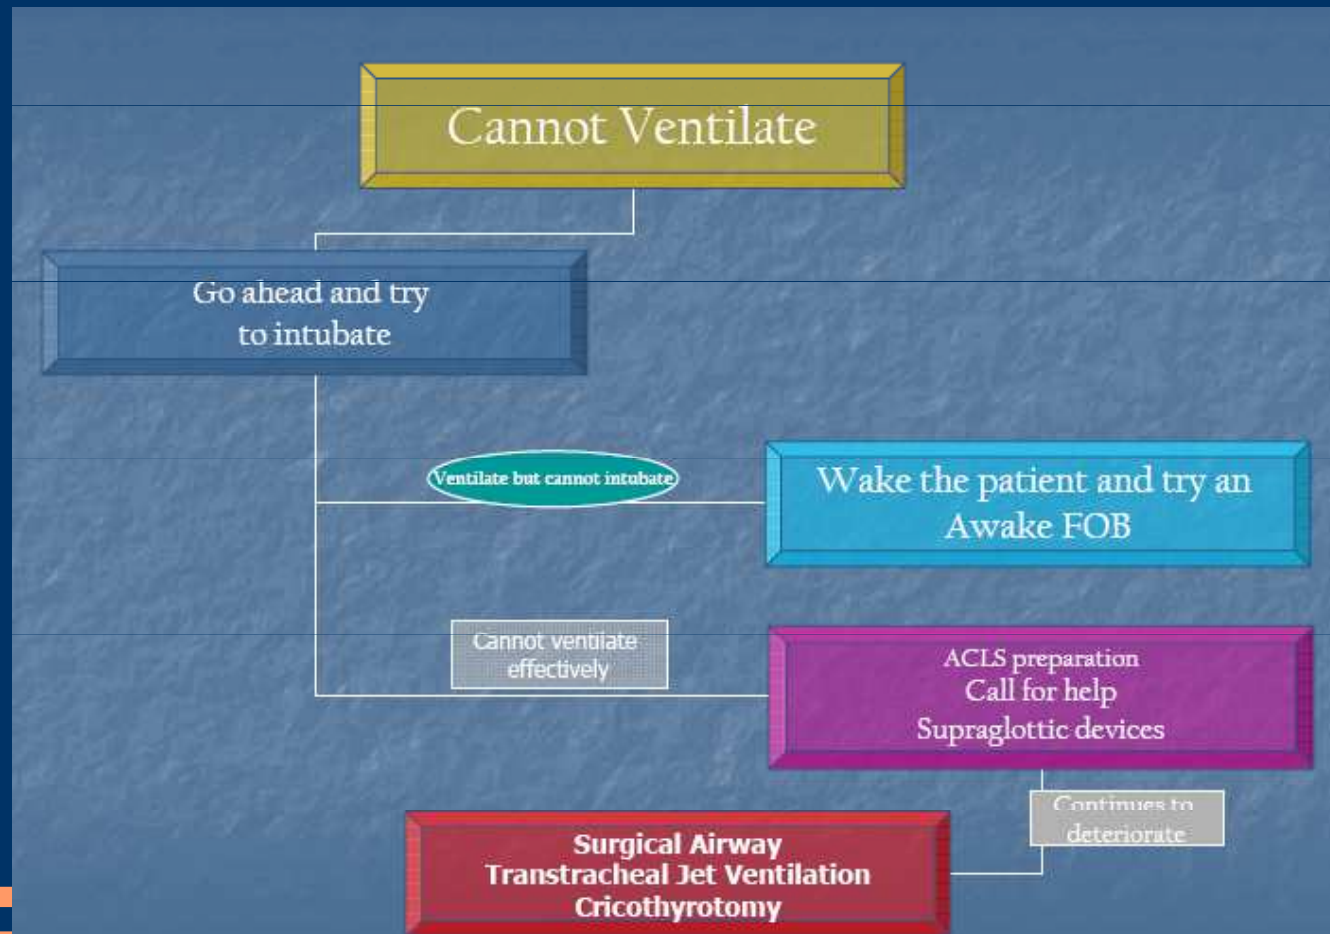 Cannot Ventilate
Go ahead and try
to intubate
Ventilate but cannot intubate
Wake the patient and try an
Awake FOB
Cannot ventilate
effectively
ACLS preparation
Call for help
Supraglottic devices
Continues to
deteriorate
Surgical Airway
Transtracheal Jet Ventilation
Cricothyrotomy